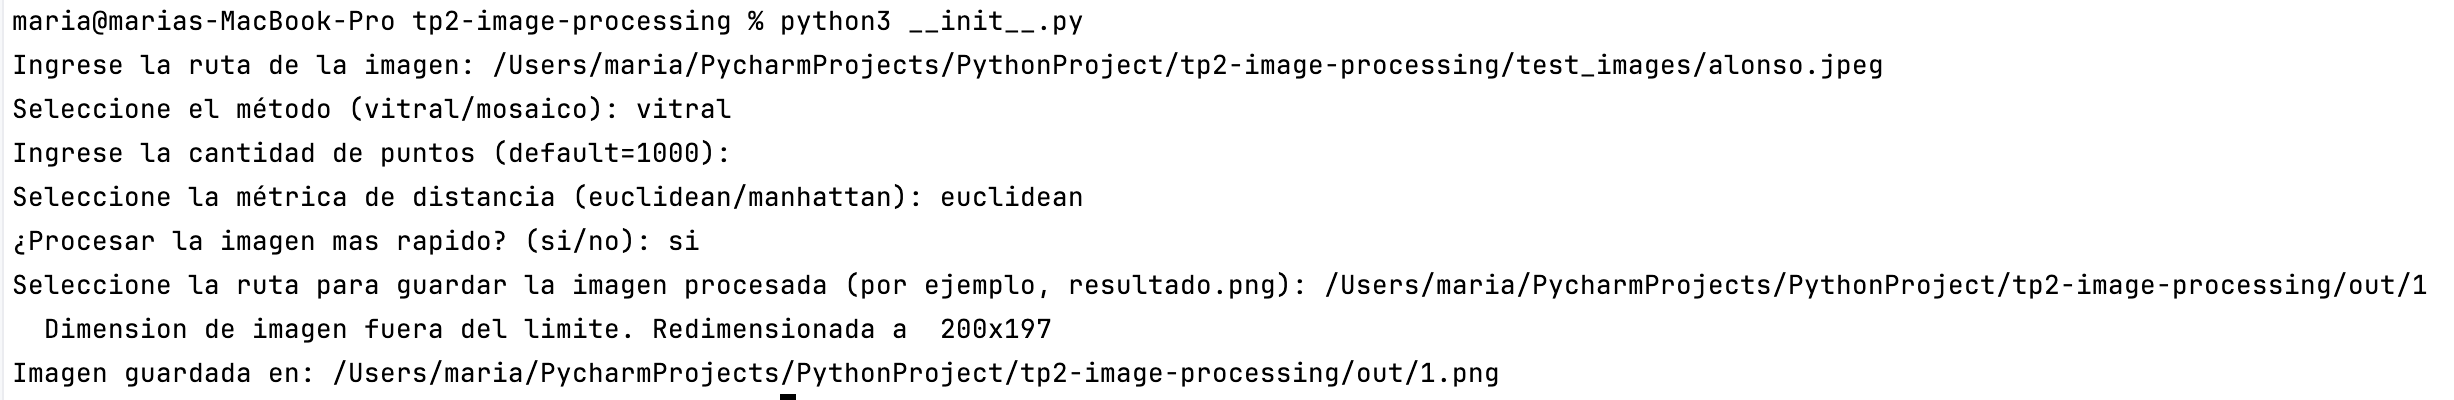 maria@marias-MacBook-Pro tp2-image-processing % python3 __init__.py
Ingrese la ruta de la imagen: /Users/maria/PycharmProjects/PythonProject/tp2-image-processing/test_images/alonso.jpeg
Seleccione el método (vitral/mosaico): vitral
Ingrese la cantidad de puntos (default=1000):
Seleccione la métrica de distancia (euclidean/manhattan): euclidean
¿Procesar la imagen mas rapido? (si/no): si
Seleccione la ruta para guardar la imagen procesada (por ejemplo, resultado.png): /Users/maria/PycharmProjects/PythonProject/tp2-image-processing/out/1
  Dimension de imagen fuera del limite. Redimensionada a  200x197
Imagen guardada en: /Users/maria/PycharmProjects/PythonProject/tp2-image-processing/out/1.png